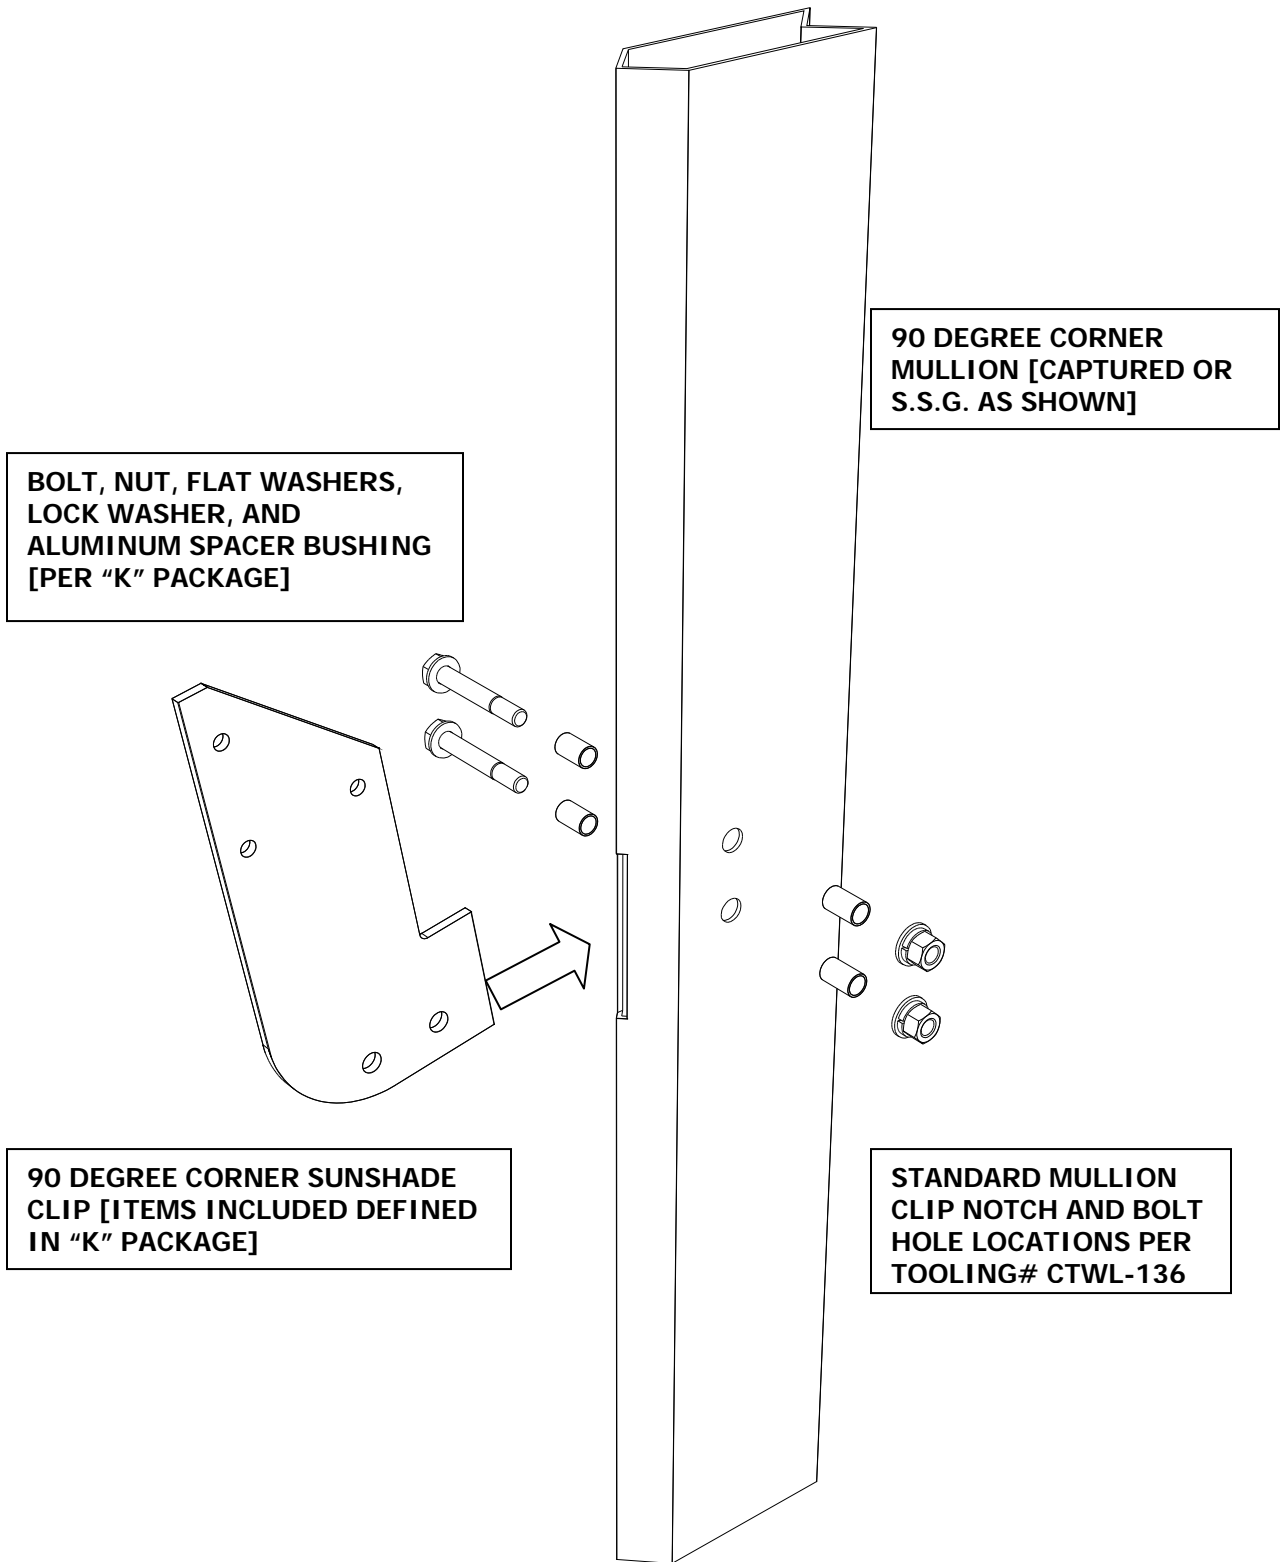 90 DEGREE CORNER
MULLION [CAPTURED OR
S.S.G. AS SHOWN]
BOLT, NUT, FLAT WASHERS,
LOCK WASHER, AND
ALUMINUM SPACER BUSHING
[PER “K” PACKAGE]
90 DEGREE CORNER SUNSHADE
CLIP [ITEMS INCLUDED DEFINED
IN “K” PACKAGE]
STANDARD MULLION
CLIP NOTCH AND BOLT
HOLE LOCATIONS PER
TOOLING# CTWL-136